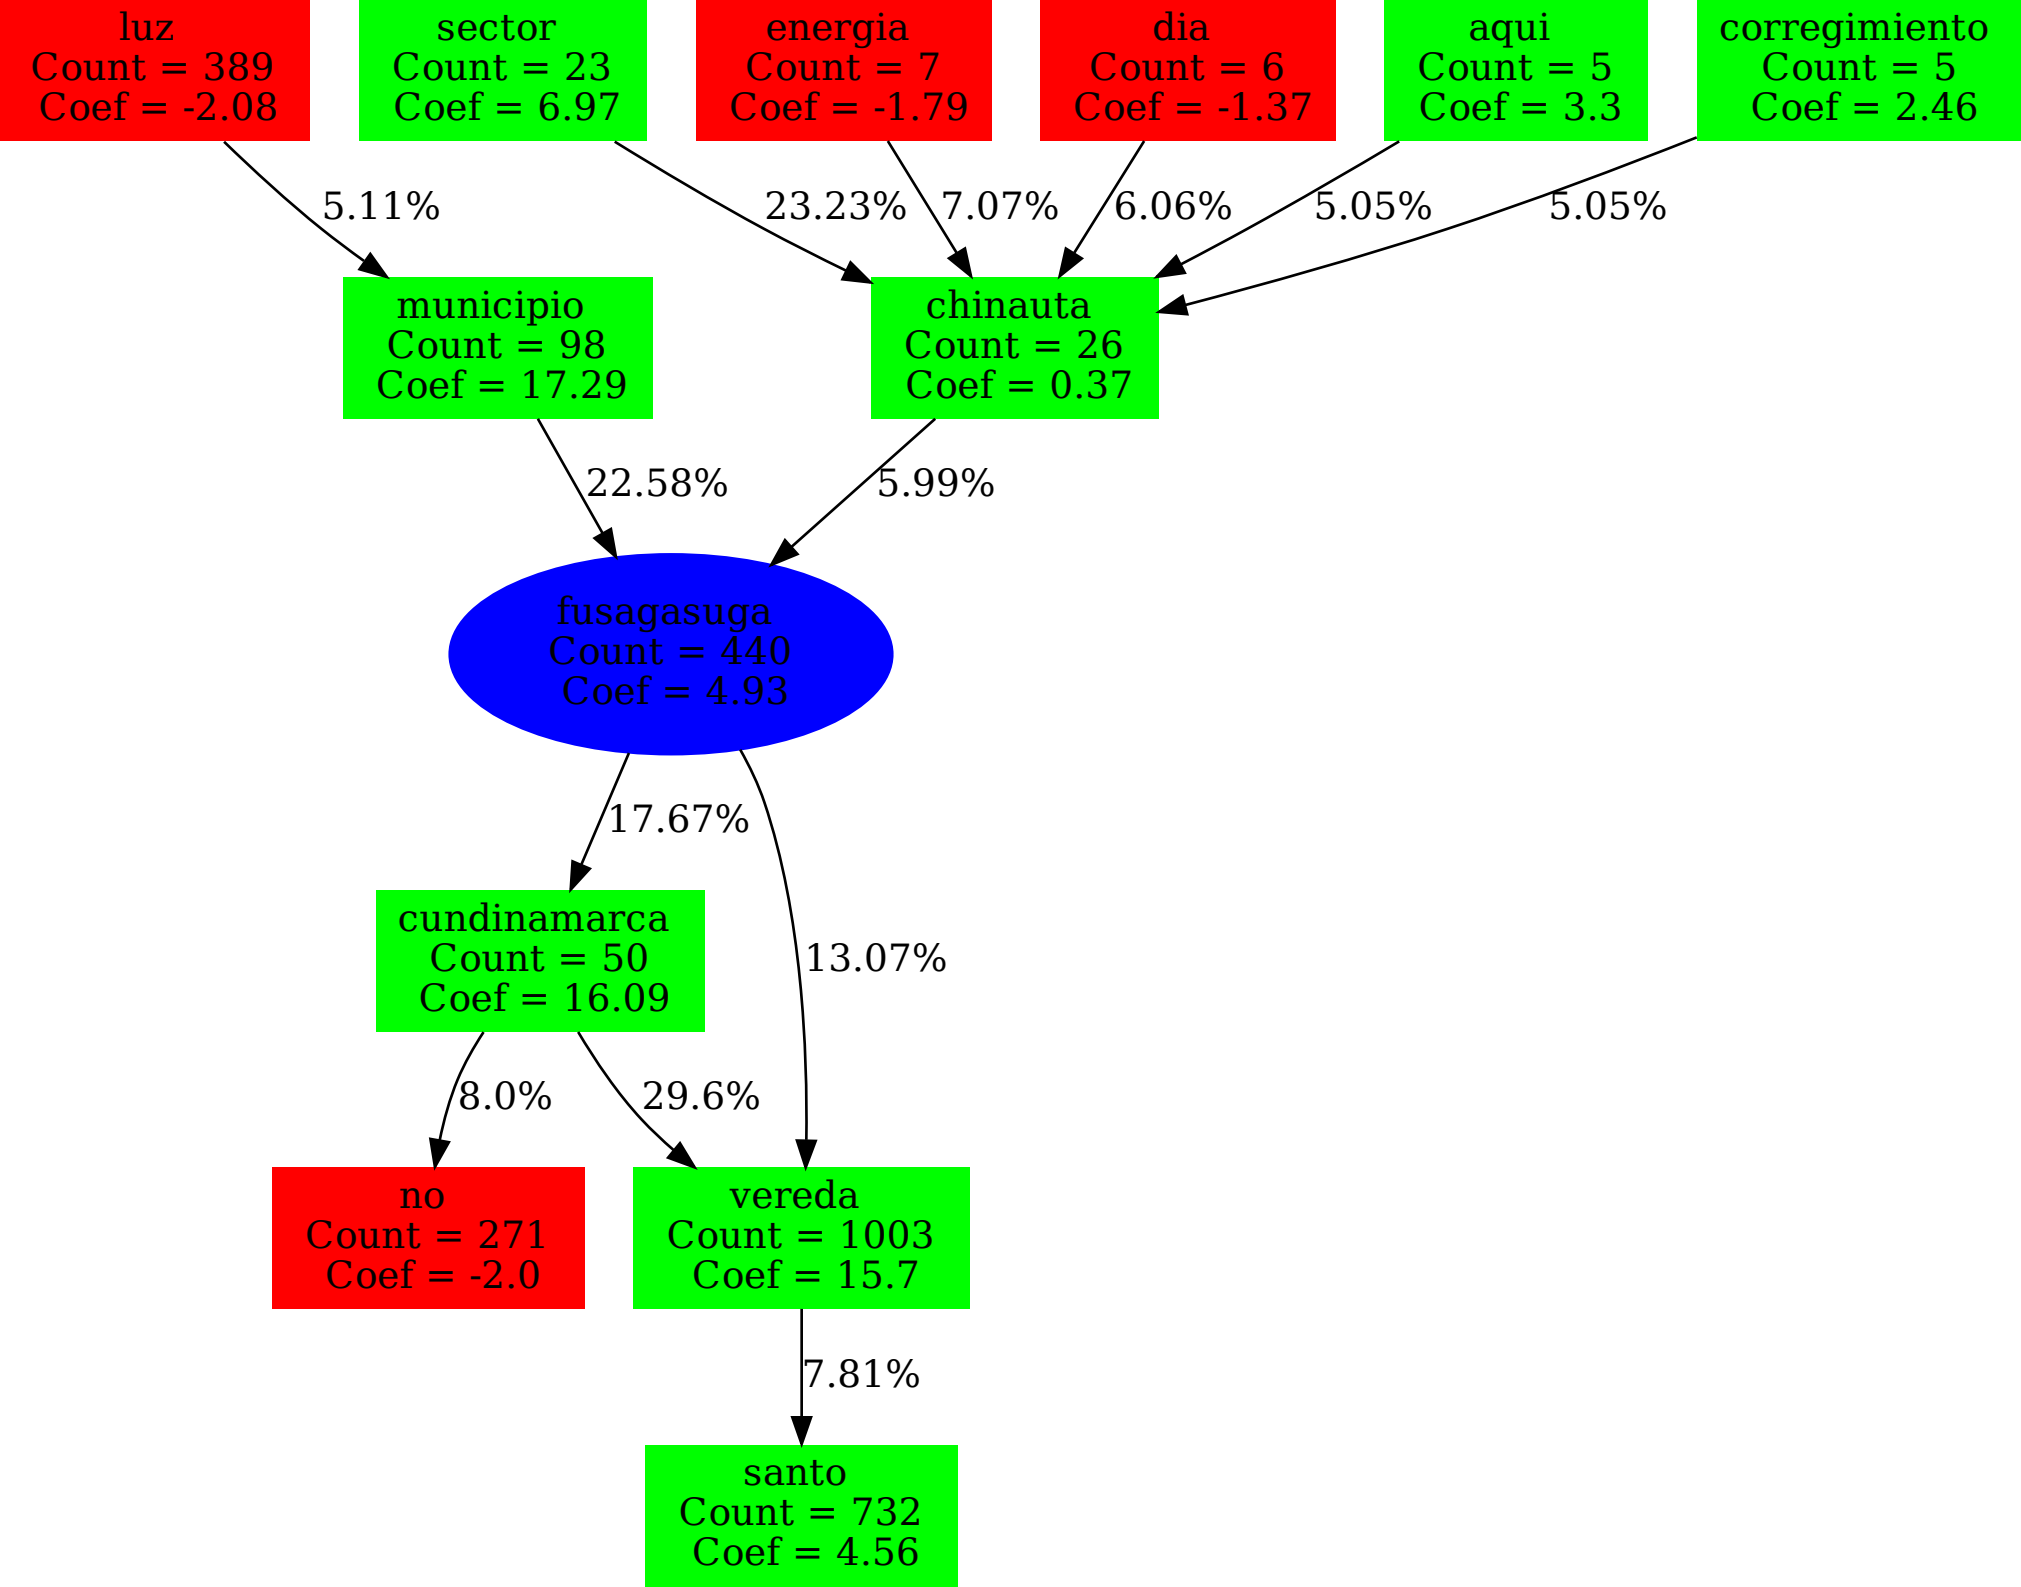 luz
Count = 389
Coef = -2.08
sector
Count = 23
Coef = 6.97
energia
Count = 7
Coef = -1.79
dia
Count = 6
Coef = -1.37
aqui
Count = 5
Coef = 3.3
corregimiento
Count = 5
Coef = 2.46
5.11%
23.23%
7.07%
6.06%
5.05%
5.05%
municipio
Count = 98
Coef = 17.29
chinauta
Count = 26
Coef = 0.37
22.58%
5.99%
fusagasuga
Count = 440
Coef = 4.93
17.67%
13.07%
cundinamarca
Count = 50
Coef = 16.09
8.0%
29.6%
no
Count = 271
Coef = -2.0
vereda
Count = 1003
Coef = 15.7
7.81%
santo
Count = 732
Coef = 4.56